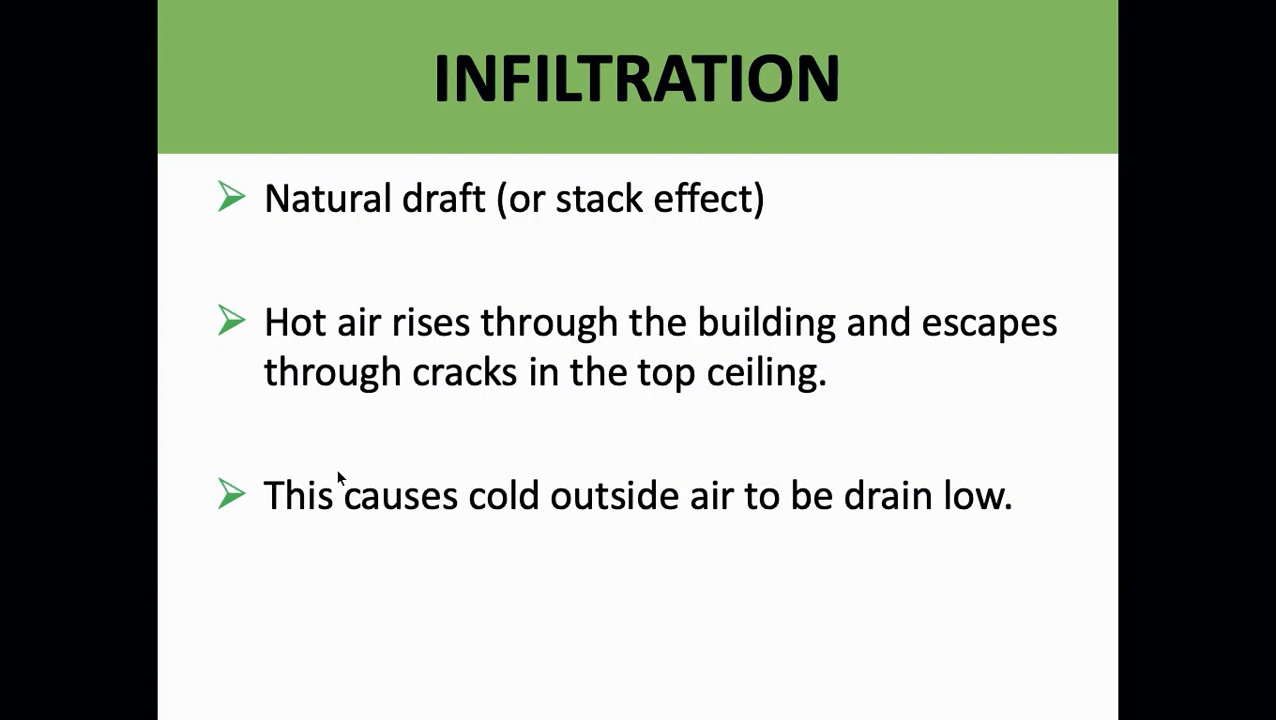 INFILTRATION
Natural draft (or stack effect)
Hot air rises through the building and escapes
through cracks in the top ceiling.
This causes cold outside air to be drain low.